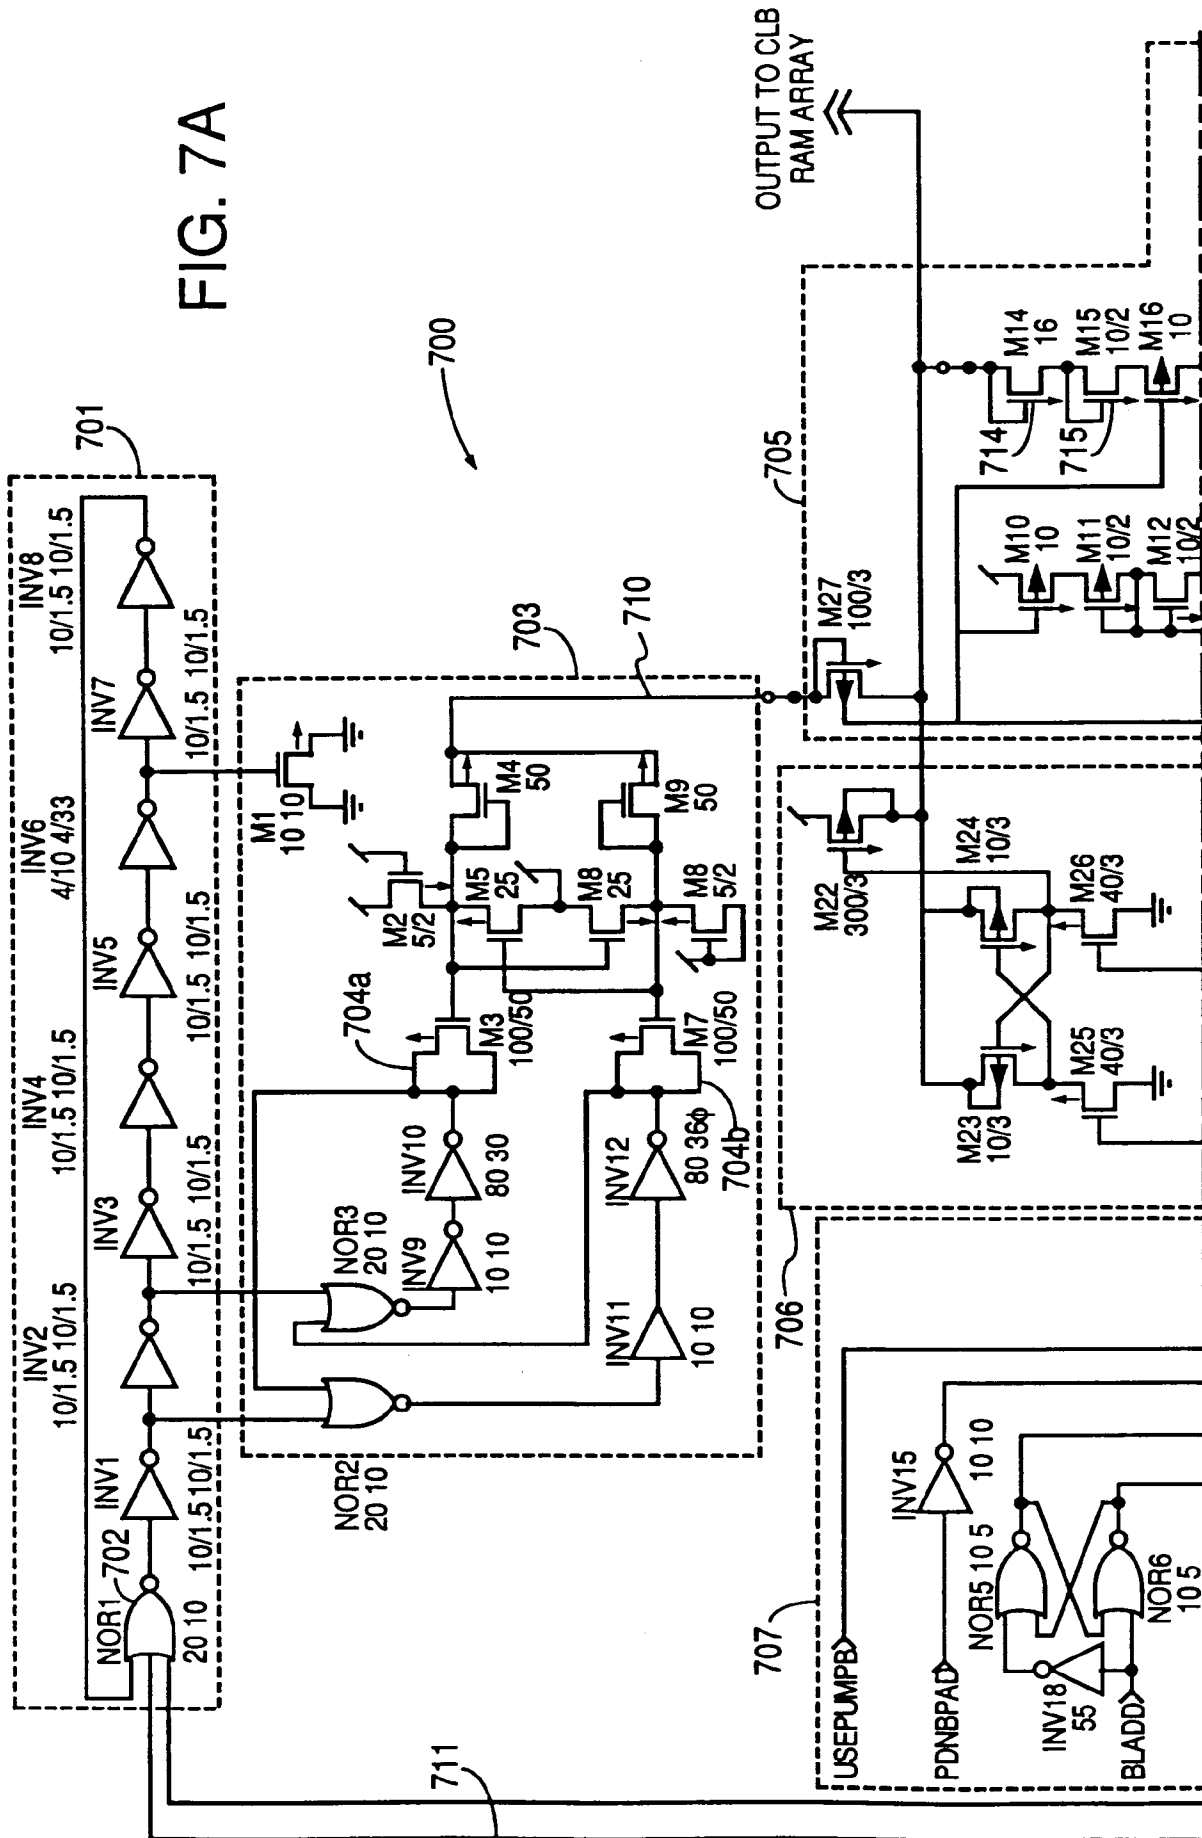 FIG. 7A
700
701
NOR1
702
20 10
INV1
10/1.5 10/1.5
INV2
10/1.5 10/1.5
INV3
10/1.5 10/1.5
INV4
10/1.5 10/1.5
INV5
10/1.5 10/1.5
INV6
4/10 4/33
INV7
10/1.5 10/1.5
INV8
10/1.5 10/1.5
711
703
M1
10 10
NOR2
20 10
NOR3
20 10
INV9
10 10
INV10
80 30
INV11
10 10
INV12
80 36ϕ
704a
704b
M3
100/50
M7
100/50
M2
5/2
M5
25
M8
25
M8
5/2
M4
50
M9
50
710
OUTPUT TO CLB
RAM ARRAY
705
M27
100/3
M10
10
M11
10/2
M12
10/2
714
715
M14
16
M15
10/2
M16
10
706
M22
300/3
M23
10/3
M24
10/3
M25
40/3
M26
40/3
707
USEPUMPB
PDNBPAD
INV15
10 10
NOR5 10 5
NOR6
10 5
INV18
55
BLADD